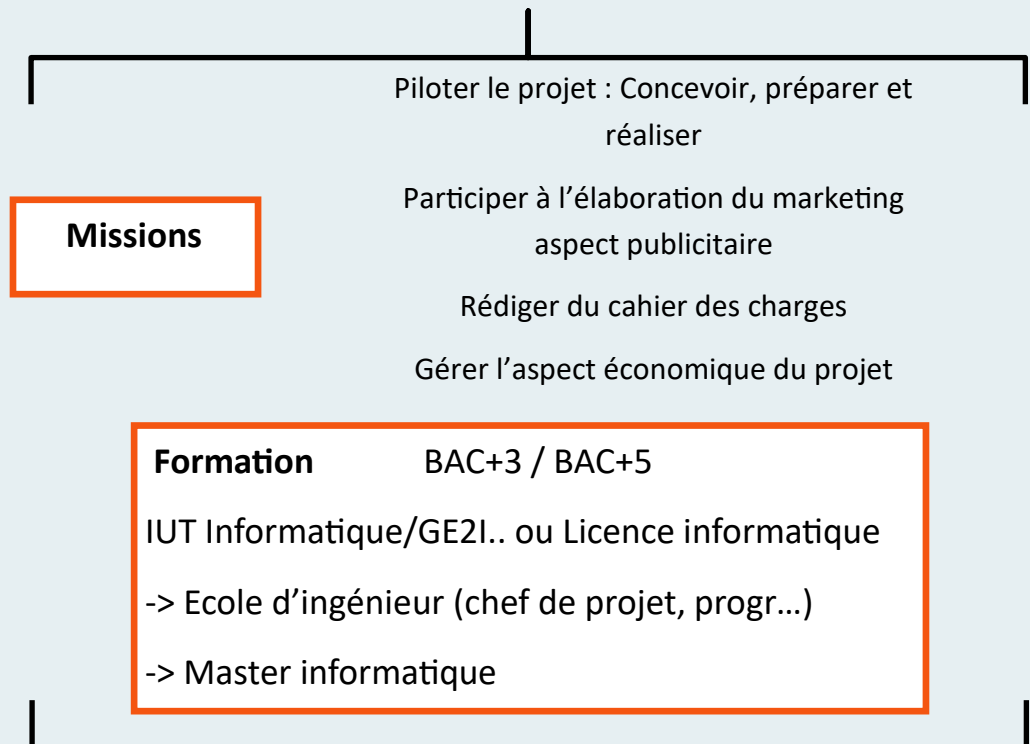 Piloter le projet : Concevoir, préparer et
réaliser
Missions
Participer à l’élaboration du marketing
aspect publicitaire
Rédiger du cahier des charges
Gérer l’aspect économique du projet
Formation BAC+3 / BAC+5
IUT Informatique/GE2I.. ou Licence informatique
-> Ecole d’ingénieur (chef de projet, progr…)
-> Master informatique